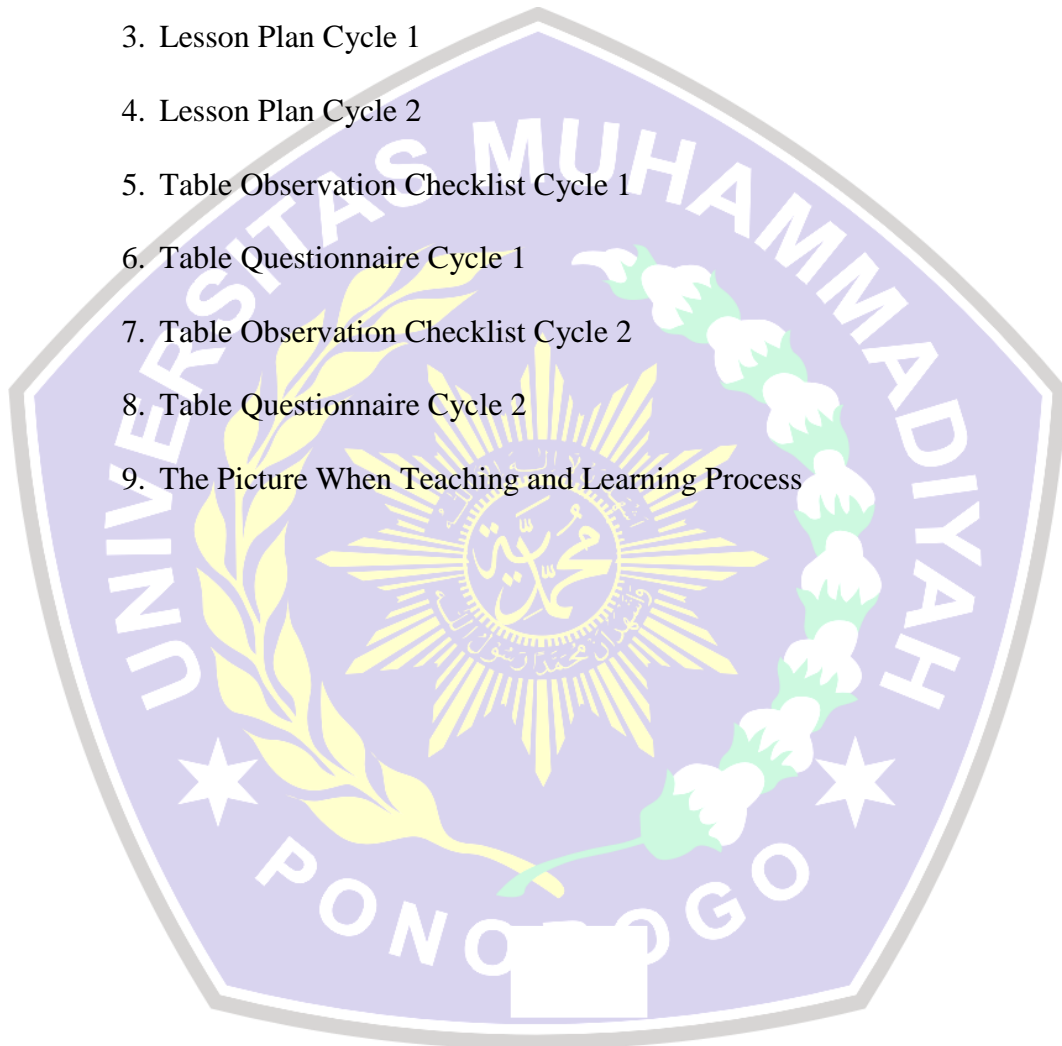 3. Lesson Plan Cycle 1
4. Lesson Plan Cycle 2
5. Table Observation Checklist Cycle 1
6. Table Questionnaire Cycle 1
7. Table Observation Checklist Cycle 2
8. Table Questionnaire Cycle 2
9. The Picture When Teaching and Learning Process
UNIVERSITAS MUHAMMADIYAH
محمدية
PONOROGO